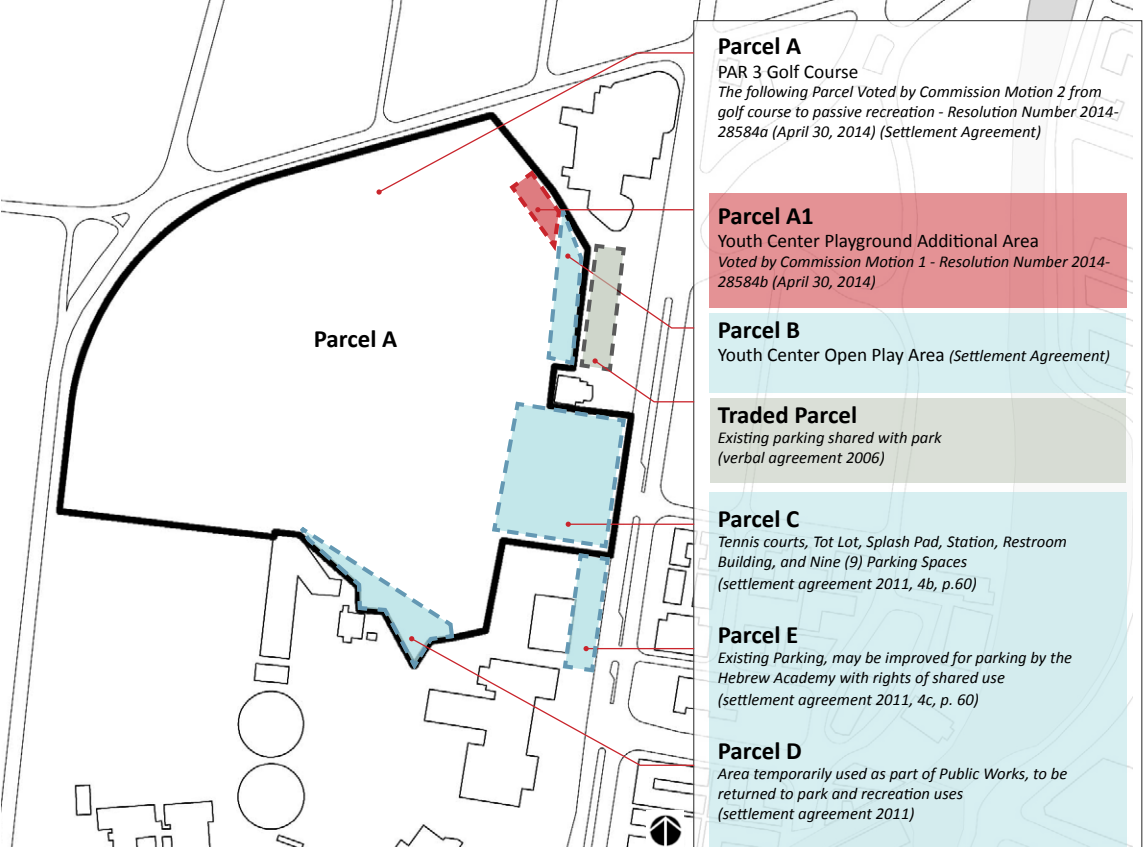 Parcel A
Parcel A
PAR 3 Golf Course
The following Parcel Voted by Commission Motion 2 from
golf course to passive recreation - Resolution Number 2014-
28584a (April 30, 2014) (Settlement Agreement)
Parcel A1
Youth Center Playground Additional Area
Voted by Commission Motion 1 - Resolution Number 2014-
28584b (April 30, 2014)
Parcel B
Youth Center Open Play Area (Settlement Agreement)
Traded Parcel
Existing parking shared with park
(verbal agreement 2006)
Parcel C
Tennis courts, Tot Lot, Splash Pad, Station, Restroom
Building, and Nine (9) Parking Spaces
(settlement agreement 2011, 4b, p.60)
Parcel E
Existing Parking, may be improved for parking by the
Hebrew Academy with rights of shared use
(settlement agreement 2011, 4c, p. 60)
Parcel D
Area temporarily used as part of Public Works, to be
returned to park and recreation uses
(settlement agreement 2011)